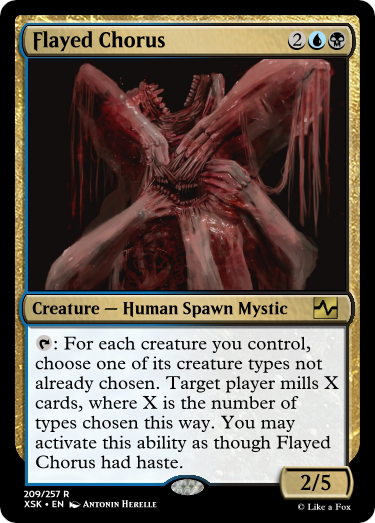 Flayed Chorus 2
Creature — Human Spawn Mystic
: For each creature you control,
choose one of its creature types not
already chosen. Target player mills X
cards, where X is the number of
types chosen this way. You may
activate this ability as though Flayed
Chorus had haste.
2/5
209/257 R
XSK • EN Antonin Herelle
© Like a Fox